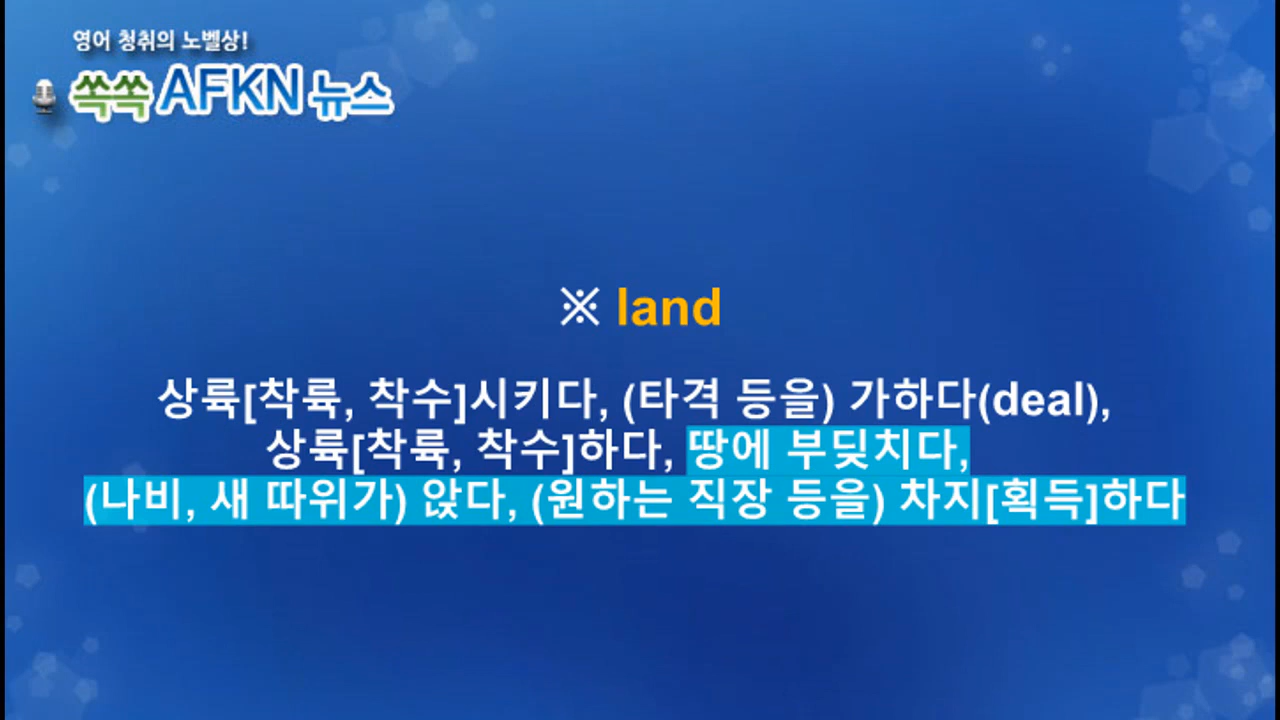 영어 청취의 노벨상!
쏙쏙 AFKN 뉴스
※ land
상륙[착륙, 착수]시키다, (타격 등을) 가하다(deal),
상륙[착륙, 착수]하다, 땅에 부딪치다,
(나비, 새 따위가) 앉다, (원하는 직장 등을) 차지[획득]하다